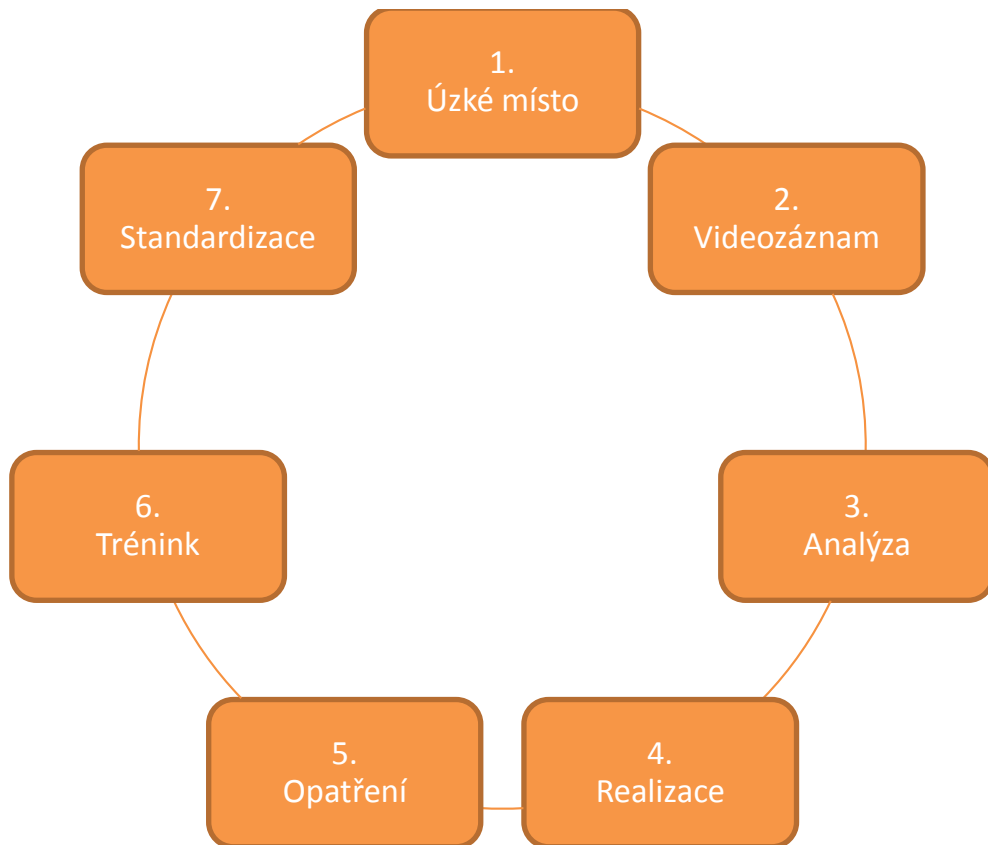 1.
Úzké místo
2.
Videozáznam
3.
Analýza
4.
Realizace
5.
Opatření
6.
Trénink
7.
Standardizace